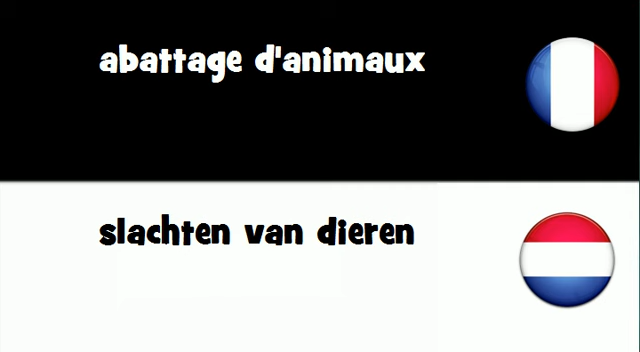 abattage d'animaux
slachten van dieren